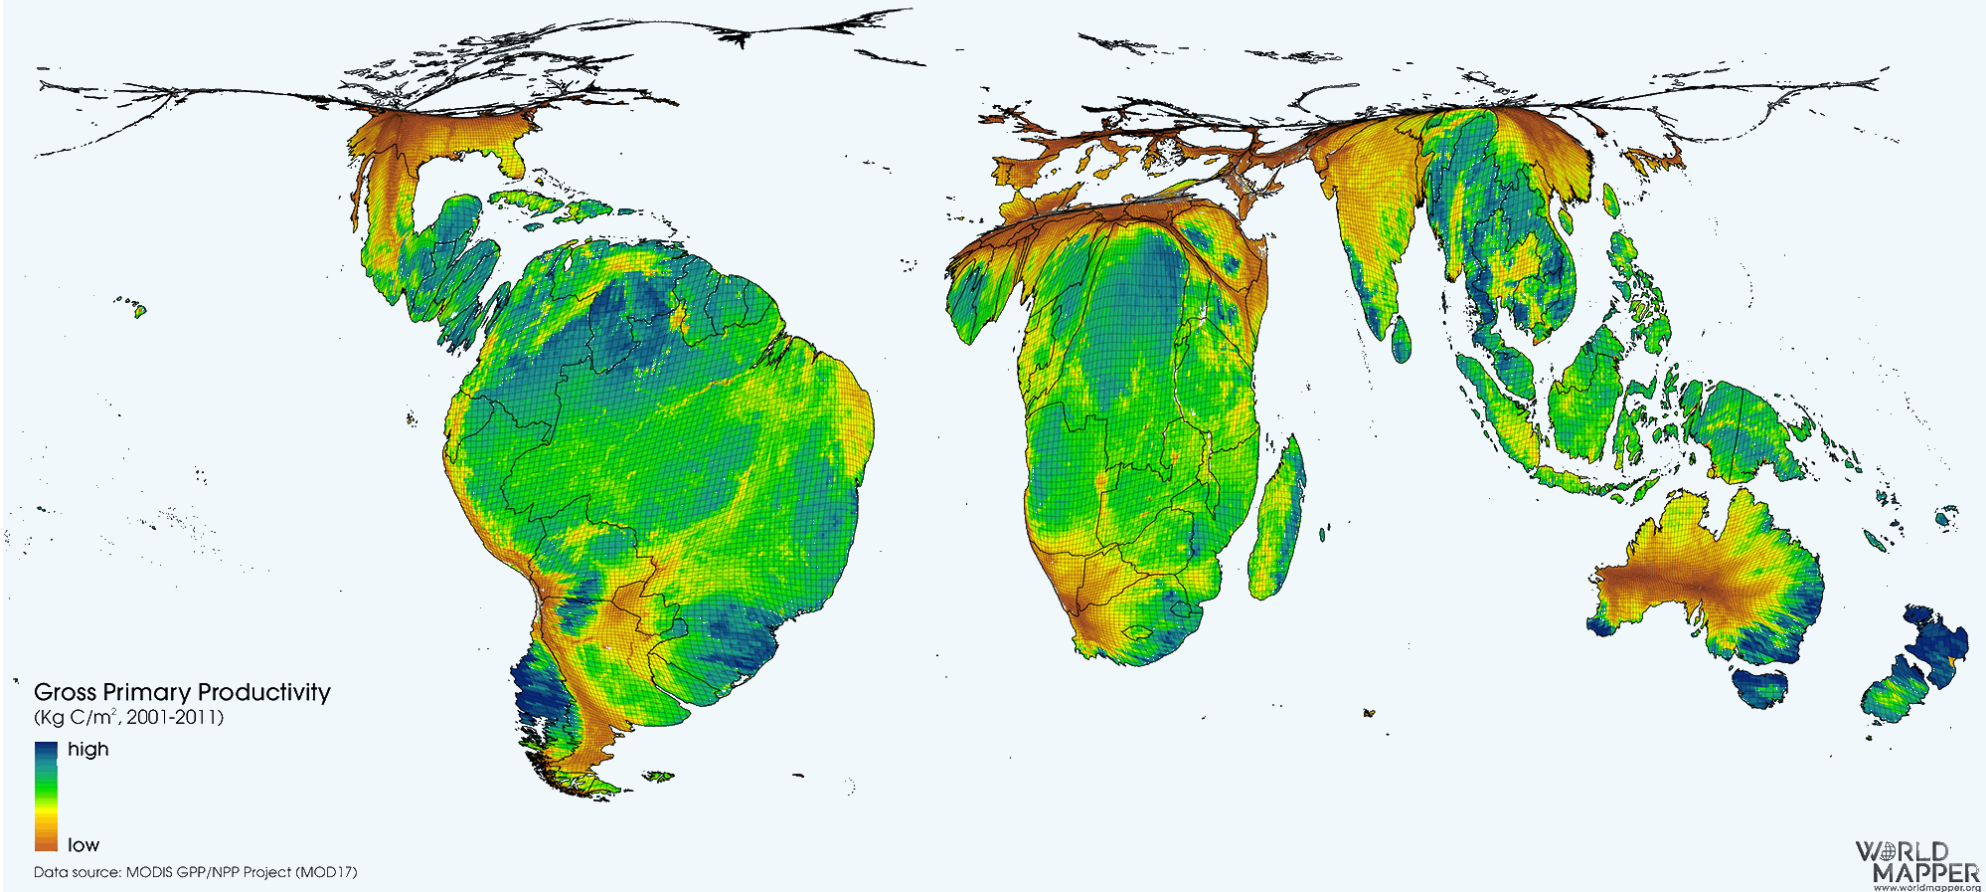 Gross Primary Productivity
(Kg C/m², 2001-2011)
high
low
Data source: MODIS GPP/NPP Project (MOD17)
WORLD
MAPPER
www.worldmapper.org